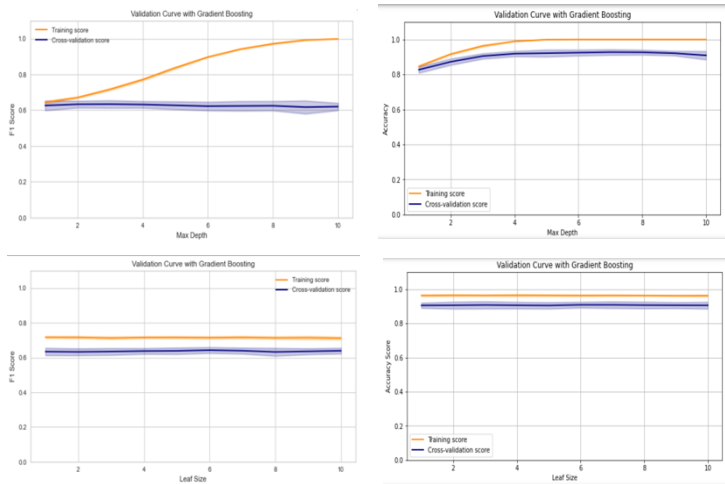 Validation Curve with Gradient Boosting
1.0
0.8
0.6
0.4
0.2
0.0
F1 Score
Training score
Cross-validation score
2
4
6
8
10
Max Depth
Validation Curve with Gradient Boosting
1.0
0.8
0.6
0.4
0.2
0.0
Accuracy
Training score
Cross-validation score
2
4
6
8
10
Max Depth
Validation Curve with Gradient Boosting
1.0
0.8
0.6
0.4
0.2
0.0
F1 Score
Training score
Cross-validation score
2
4
6
8
10
Leaf Size
Validation Curve with Gradient Boosting
1.0
0.8
0.6
0.4
0.2
0.0
Accuracy Score
Training score
Cross-validation score
2
4
6
8
10
Leaf Size